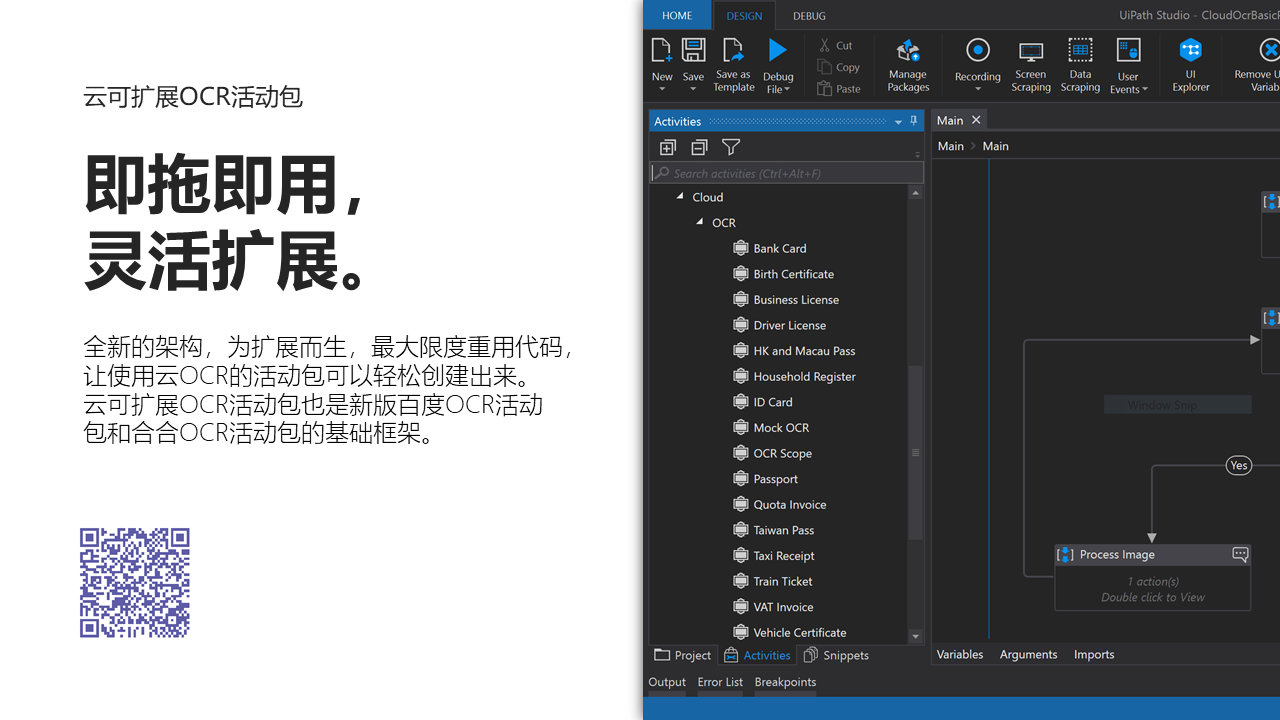 云可扩展OCR活动包
即拖即用，
灵活扩展。
全新的架构，为扩展而生，最大限度重用代码，
让使用云OCR的活动包可以轻松创建出来。
云可扩展OCR活动包也是新版百度OCR活动
包和合合OCR活动包的基础框架。
HOME
DESIGN
DEBUG
UiPath Studio - CloudOcrBasicF
New
Save
Save as
Template
Debug
File
Cut
Copy
Paste
Manage
Packages
Recording
Screen
Scraping
Data
Scraping
User
Events
UI
Explorer
Remove U
Variab
Activities
Search activities (Ctrl+Alt+F)
Cloud
OCR
Bank Card
Birth Certificate
Business License
Driver License
HK and Macau Pass
Household Register
ID Card
Mock OCR
OCR Scope
Passport
Quota Invoice
Taiwan Pass
Taxi Receipt
Train Ticket
VAT Invoice
Vehicle Certificate
Project
Activities
Snippets
Output
Error List
Breakpoints
Main
Main
Main
Window Snip
Yes
Process Image
1 action(s)
Double click to View
Variables
Arguments
Imports